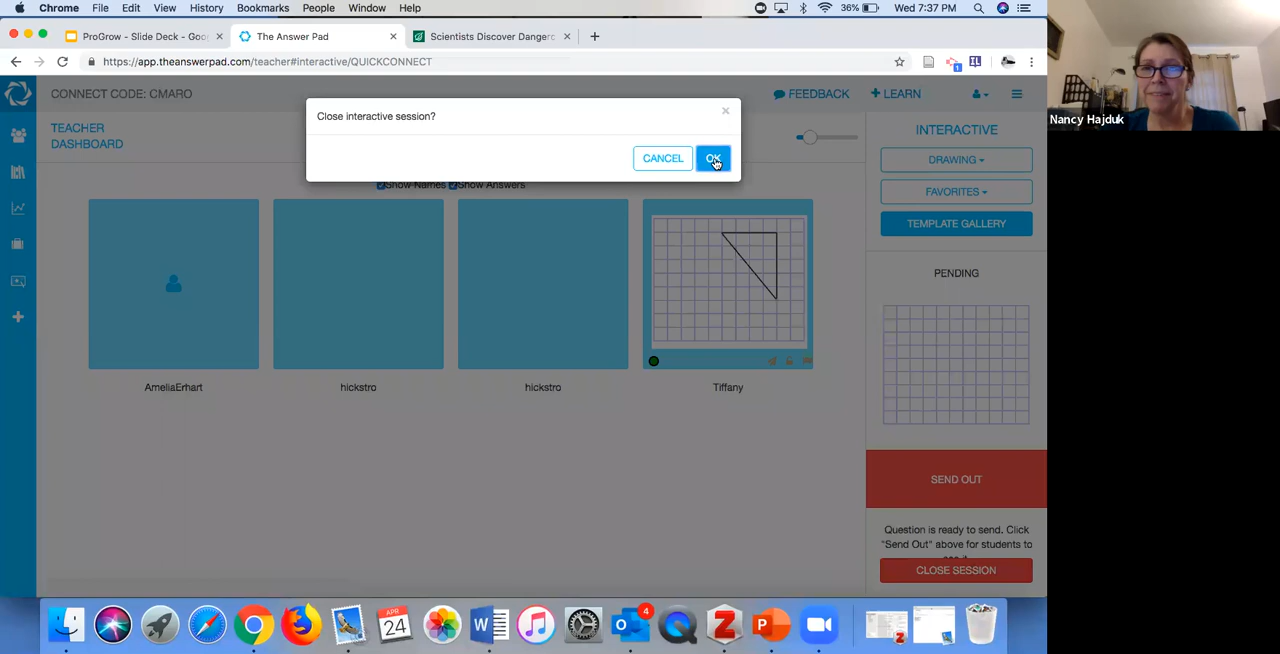 Chrome File Edit View History Bookmarks People Window Help 36% Wed 7:37 PM
ProGrow - Slide Deck - Goo
The Answer Pad
Scientists Discover Dangero
https://app.theanswerpad.com/teacher#interactive/QUICKCONNECT
1
CONNECT CODE: CMARO
FEEDBACK
LEARN
Close interactive session?
CANCEL
OK
TEACHER
DASHBOARD
Show Names Show Answers
AmeliaErhart
hickstro
hickstro
Tiffany
INTERACTIVE
DRAWING
FAVORITES
TEMPLATE GALLERY
PENDING
SEND OUT
Question is ready to send. Click
"Send Out" above for students to
CLOSE SESSION
Nancy Hajduk
APR
24
4